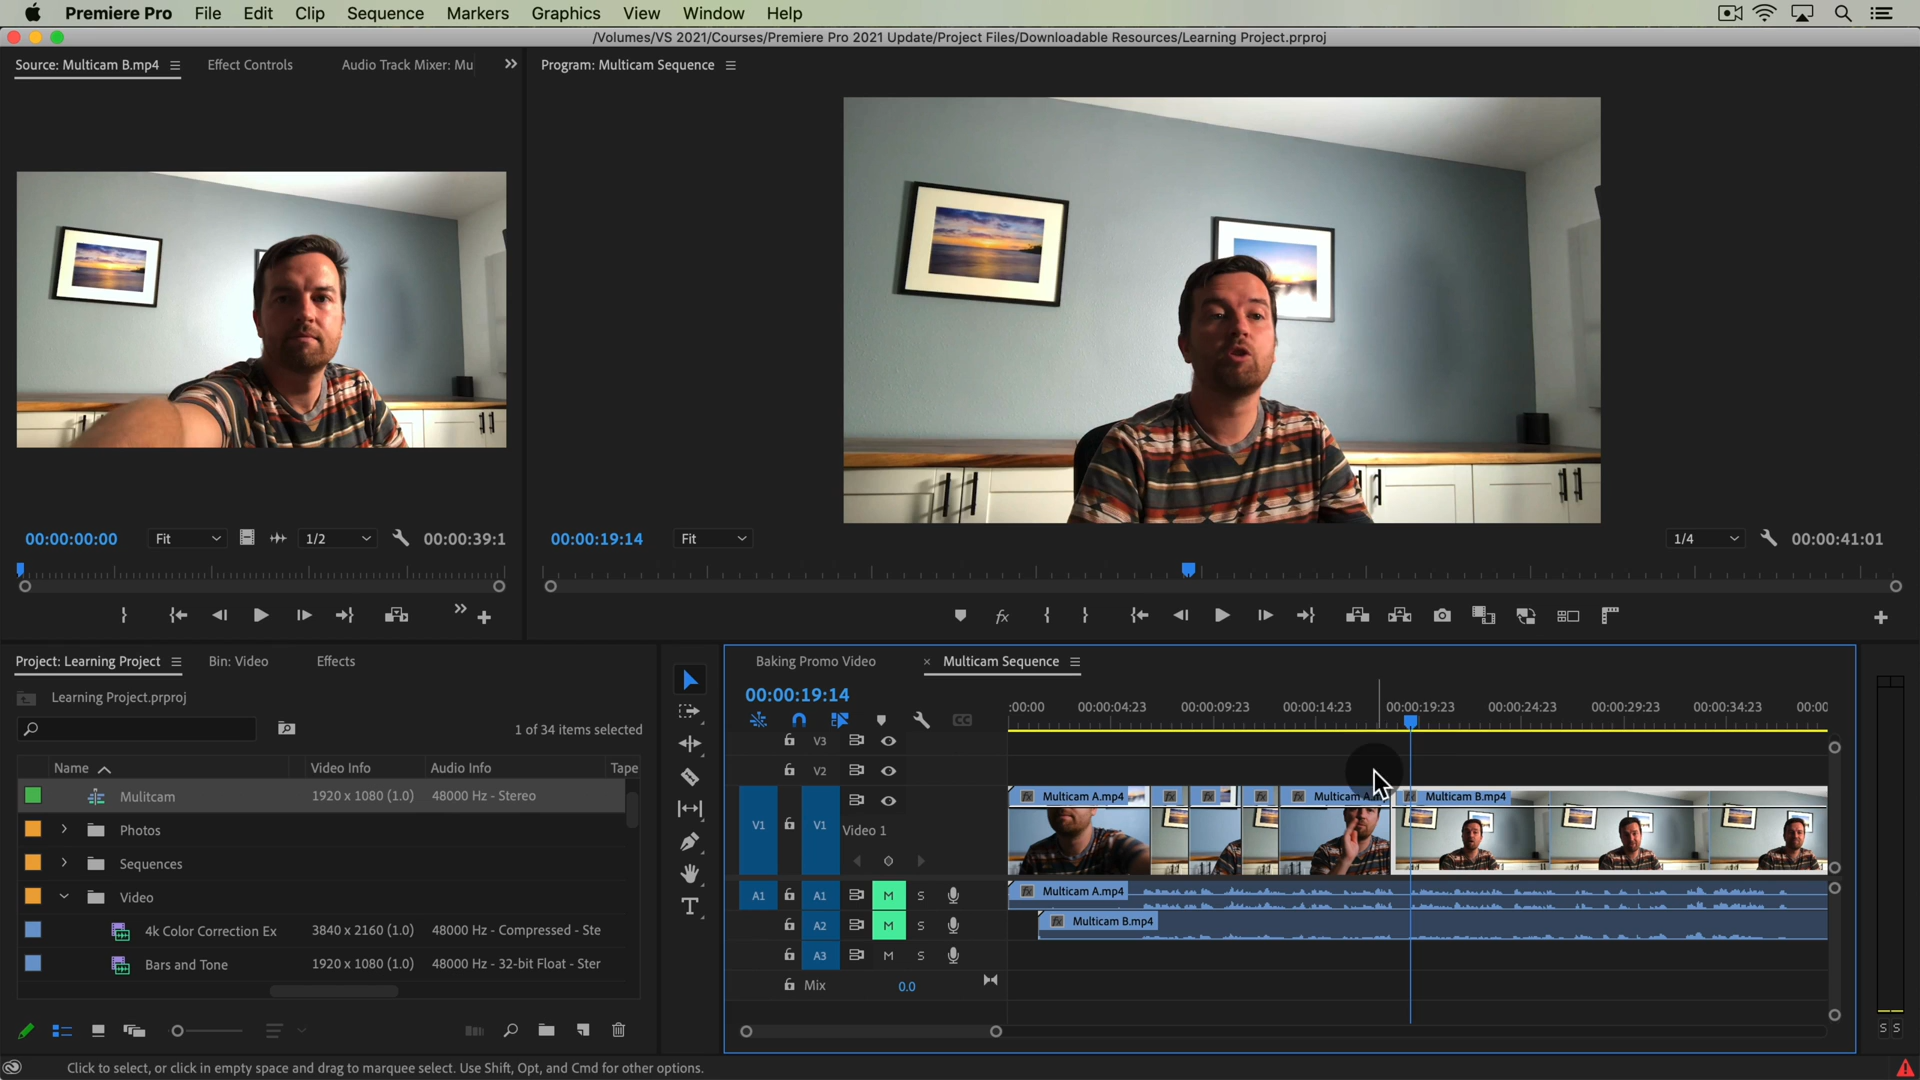 Premiere Pro File Edit Clip Sequence Markers Graphics View Window Help
/Volumes/VS 2021/Courses/Premiere Pro 2021 Update/Project Files/Downloadable Resources/Learning Project.prproj
Source: Multicam B.mp4
Effect Controls
Audio Track Mixer: Mu
Program: Multicam Sequence
00:00:00:00
Fit
1/2
00:00:39:1
00:00:19:14
Fit
1/4
00:00:41:01
fx
Project: Learning Project
Bin: Video
Effects
Learning Project.prproj
1 of 34 items selected
Name
Video Info
Audio Info
Tape
Mulitcam
1920 x 1080 (1.0)
48000 Hz - Stereo
Photos
Sequences
Video
4k Color Correction Ex
3840 x 2160 (1.0)
48000 Hz - Compressed - Ste
Bars and Tone
1920 x 1080 (1.0)
48000 Hz - 32-bit Float - Ster
Baking Promo Video
× Multicam Sequence
00:00:19:14
:00:00
00:00:04:23
00:00:09:23
00:00:14:23
00:00:19:23
00:00:24:23
00:00:29:23
00:00:34:23
00:00
V3
V2
V1
V1
Video 1
fx Multicam A.mp4
fx
fx
fx
fx Multicam A.
fx Multicam B.mp4
A1
A1
M S
fx Multicam A.mp4
A2
M S
fx Multicam B.mp4
A3
M S
Mix
0.0
S S
Click to select, or click in empty space and drag to marquee select. Use Shift, Opt, and Cmd for other options.